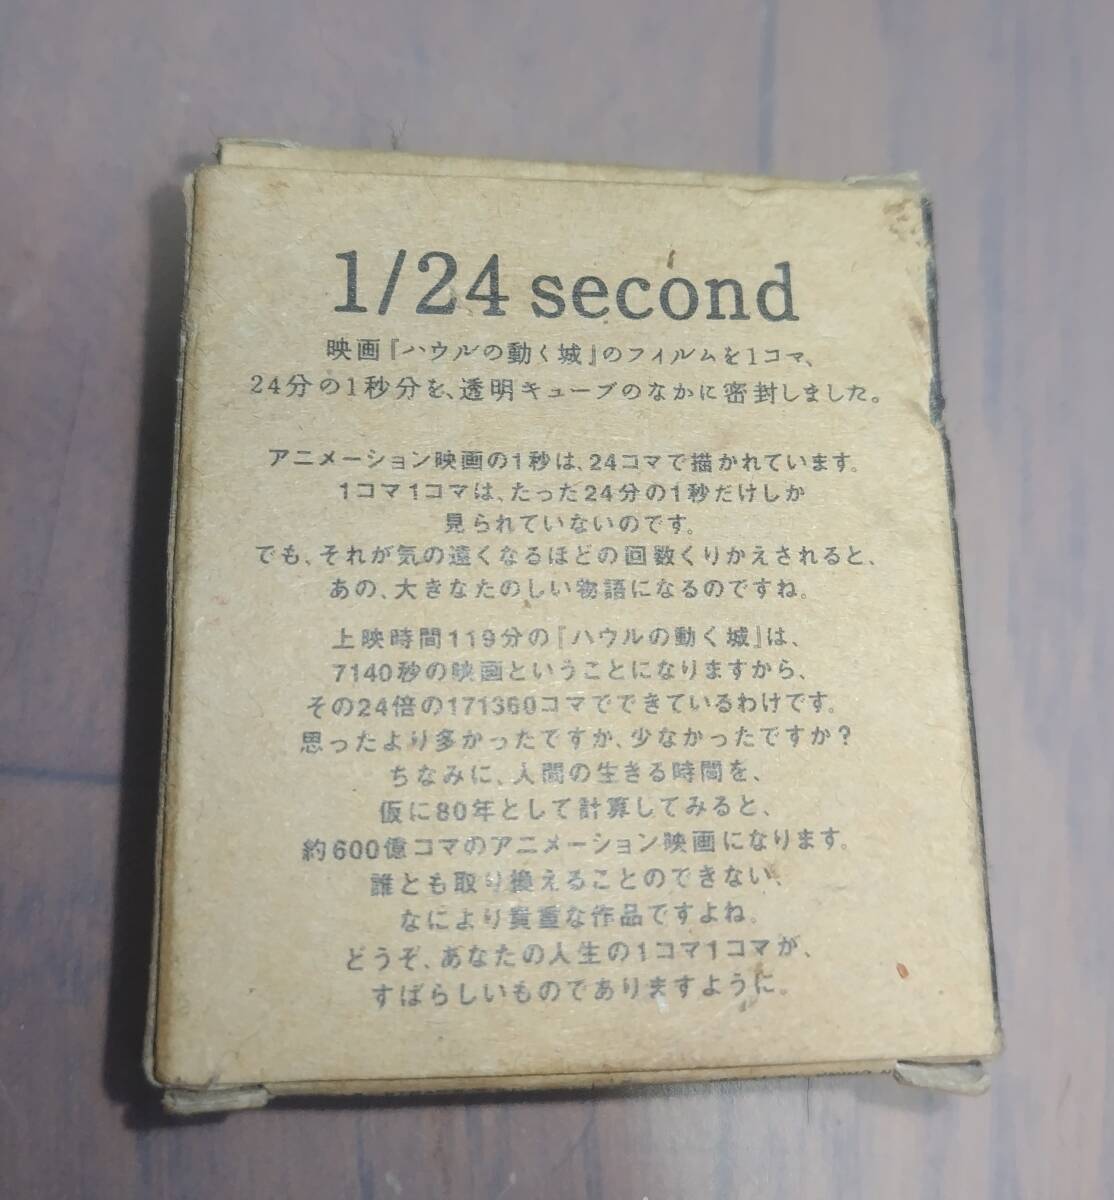 1/24 second
映画『ハウルの動く城』のフィルムを1コマ、
24分の1秒分を、透明キューブのなかに密封しました。
アニメーション映画の1秒は、24コマで描かれています。
1コマ1コマは、たった24分の1秒だけしか
見られていないのです。
でも、それが気の遠くなるほどの回数くりかえされると、
あの、大きなたのしい物語になるのですね。
上映時間119分の『ハウルの動く城』は、
7140秒の映画ということになりますから、
その24倍の171360コマでできているわけです。
思ったより多かったですか、少なかったですか?
ちなみに、人間の生きる時間を、
仮に80年として計算してみると、
約600億コマのアニメーション映画になります。
誰とも取り換えることのできない、
なにより貴重な作品ですよね。
どうぞ、あなたの人生の1コマ1コマが、
すばらしいものでありますように。